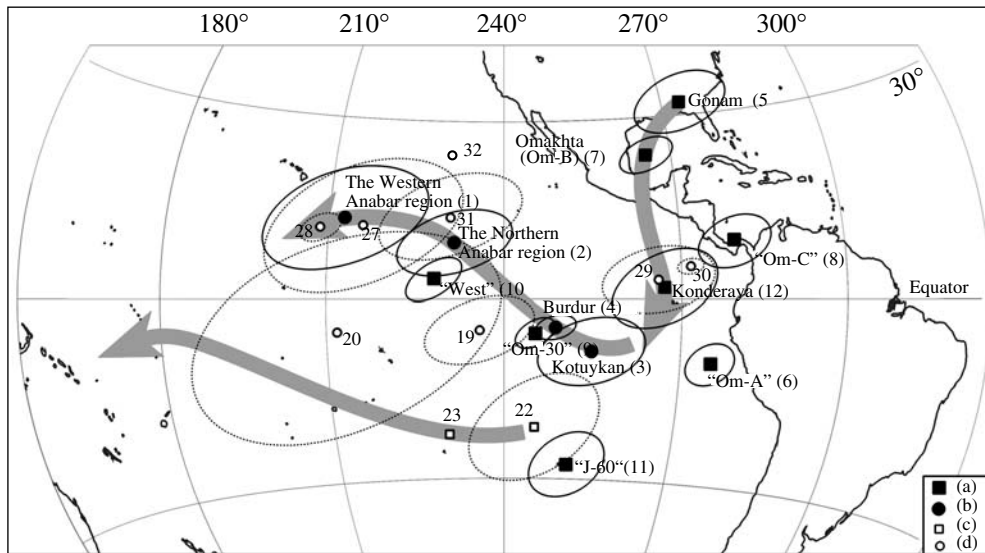 180° 210° 240° 270° 300°
30°
Gonam (5
Omakhta
(Om-B) (7)
32
The Western
Anabar region (1)
31
28
27
The Northern
Anabar region (2)
"Om-C" (8)
29
30
"West" (10
Konderaya (12)
Equator
Burdur (4)
20
19
"Om-30" (9)
Kotuykan (3)
"Om-A" (6)
23
22
"J-60" (11)
(a)
(b)
(c)
(d)